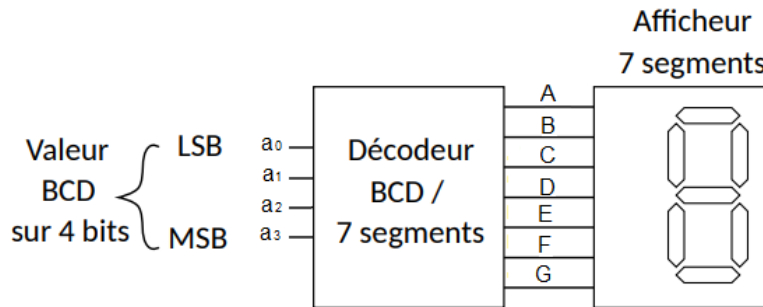 Afficheur
7 segments
Valeur
BCD
sur 4 bits
LSB
MSB
a0
a1
a2
a3
Décodeur
BCD /
7 segments
A
B
C
D
E
F
G